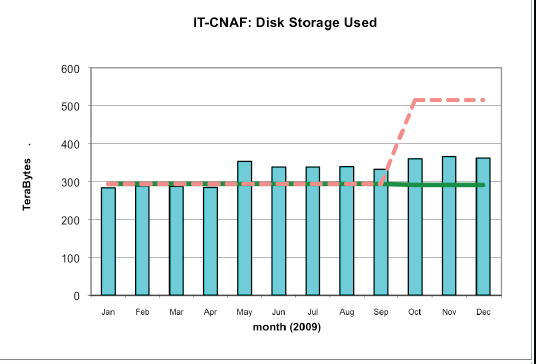 IT-CNAF: Disk Storage Used
600
500
400
300
200
100
0
TeraBytes .
Jan Feb Mar Apr May Jun Jul Aug Sep Oct Nov Dec
month (2009)